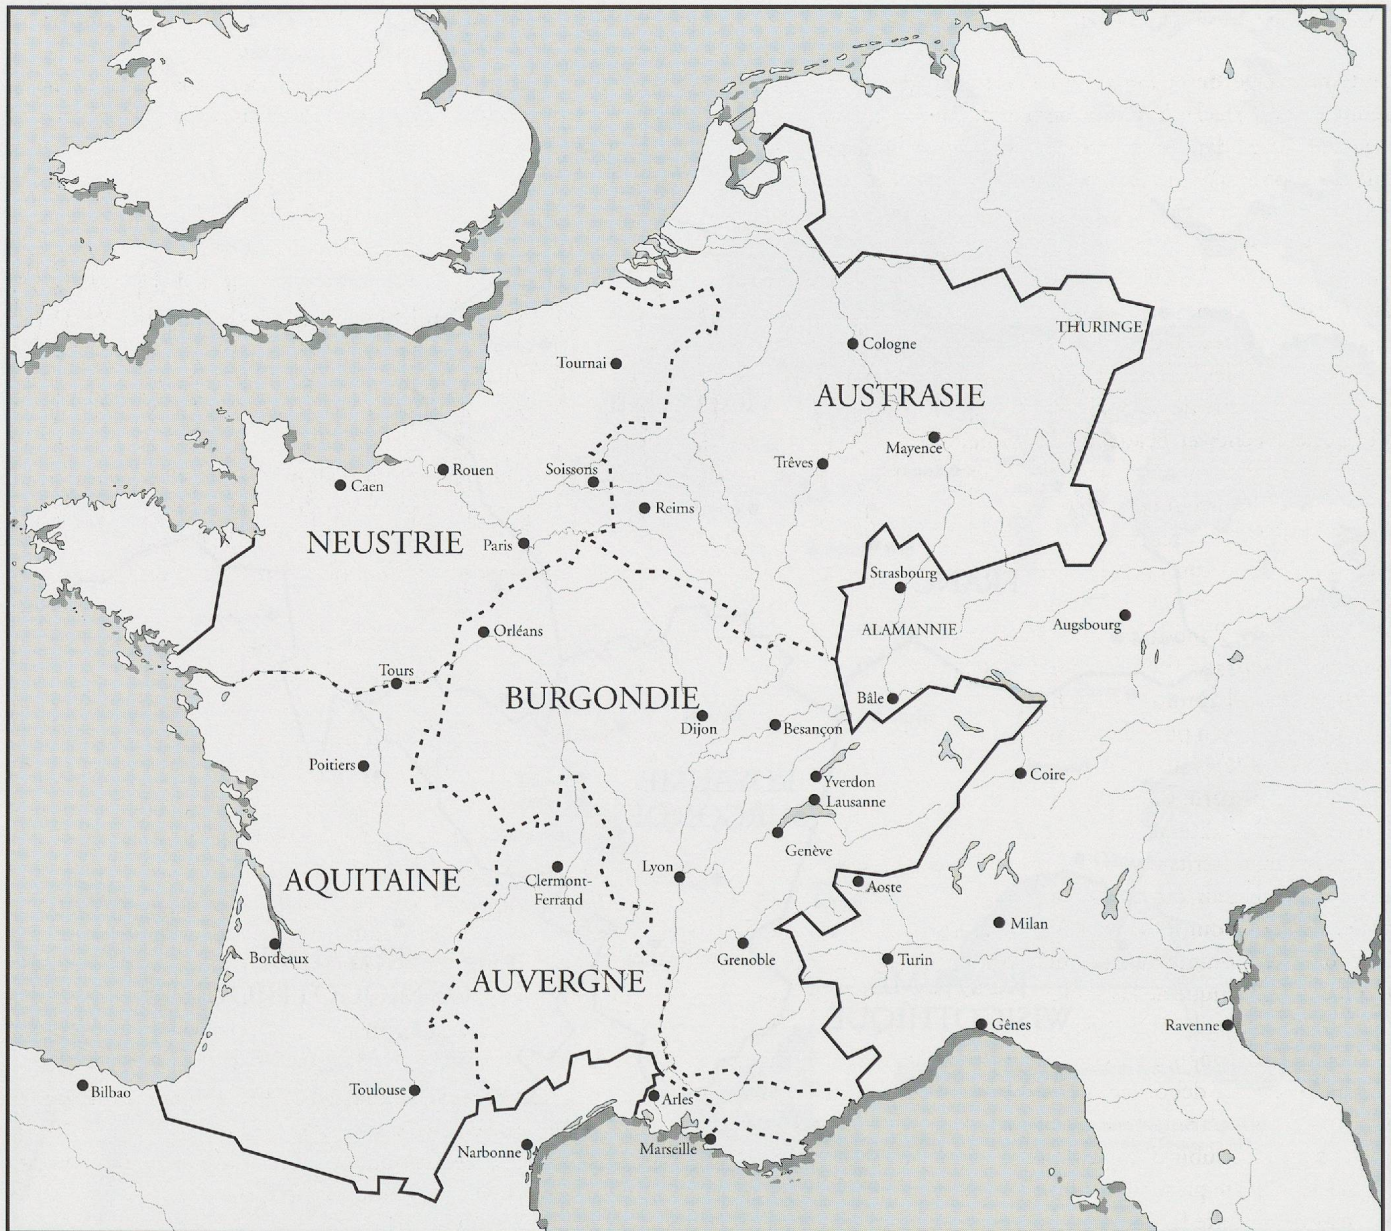 THURINGE
Cologne
Tournai
AUSTRASIE
Mayence
Trêves
Rouen
Soissons
Caen
Reims
NEUSTRIE
Paris
Strasbourg
Orléans
ALAMANNIE
Augsbourg
Tours
BURGONDIE
Bâle
Dijon
Besançon
Poitiers
Yverdon
Coire
Lausanne
Genève
Lyon
AQUITAINE
Clermont-
Ferrand
Aoste
Milan
Bordeaux
Grenoble
Turin
AUVERGNE
Gênes
Ravenne
Bilbao
Toulouse
Arles
Narbonne
Marseille